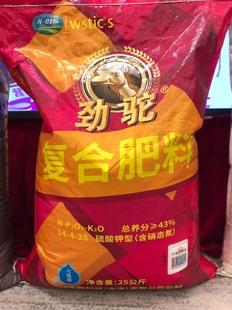 N-CTRL wstic s
劲驼®
复合肥料
N-P₂O₅-K₂O 总养分≥43%
14-4-25 硫酸钾型(含硝态氮)
净含量:25公斤